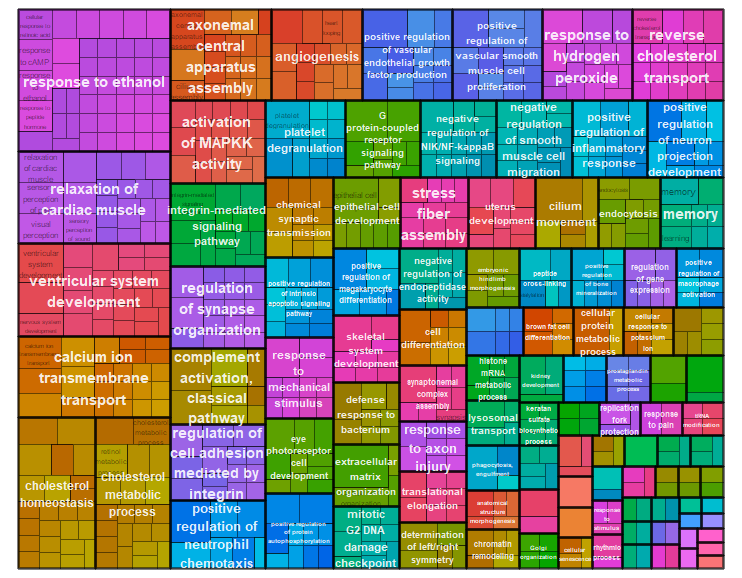 response to ethanol
response to cAMP
response to
peptide
hormone
axonemal
central
apparatus
assembly
angiogenesis
heart
looping
positive regulation
of vascular
endothelial growth
factor production
positive
regulation of
vascular smooth
muscle cell
proliferation
response to
hydrogen
peroxide
reverse
cholesterol
transport
relaxation of
cardiac muscle
relaxation
of cardiac
muscle
visual
perception
sensory
perception
of sound
activation
of MAPKK
activity
platelet
degranulation
G
protein-coupled
receptor
signaling
pathway
negative
regulation of
NIK/NF-kappaB
signaling
negative
regulation
of smooth
muscle cell
migration
positive
regulation of
inflammatory
response
positive
regulation
of neuron
projection
development
integrin-mediated
signaling
pathway
chemical
synaptic
transmission
epithelial cell
development
stress
fiber
assembly
uterus
development
cilium
movement
endocytosis
memory
memory
learning
ventricular system
development
ventricular
system
development
nervous system
development
regulation
of synapse
organization
positive regulation
of intrinsic
apoptotic signaling
pathway
positive
regulation of
megakaryocyte
differentiation
negative
regulation of
endopeptidase
activity
embryonic
hindlimb
morphogenesis
peptide
cross-linking
positive
regulation
of bone
mineralization
regulation
of gene
expression
positive
regulation of
macrophage
activation
calcium ion
transmembrane
transport
complement
activation,
classical
pathway
response
to
mechanical
stimulus
skeletal
system
development
cell
differentiation
brown fat cell
differentiation
cellular
protein
metabolic
process
cellular
response to
potassium
ion
synaptonemal
complex
assembly
histone
mRNA
metabolic
process
kidney
development
prostaglandin
metabolic
process
cholesterol
homeostasis
cholesterol
metabolic
process
cholesterol
metabolic
process
retinol
metabolic
regulation of
cell adhesion
mediated by
integrin
eye
photoreceptor
cell
development
defense
response to
bacterium
response
to axon
injury
lysosomal
transport
keratan
sulfate
biosynthetic
process
replication
fork
protection
response
to pain
tRNA
modification
extracellular
matrix
organization
phagocytosis,
engulfment
translational
elongation
anatomical
structure
morphogenesis
positive
regulation of
neutrophil
chemotaxis
positive regulation
of protein
autophosphorylation
mitotic
G2 DNA
damage
checkpoint
determination
of left/right
symmetry
chromatin
remodeling
Golgi
organization
cellular
senescence
response
to
stimulus
rhythmic
process